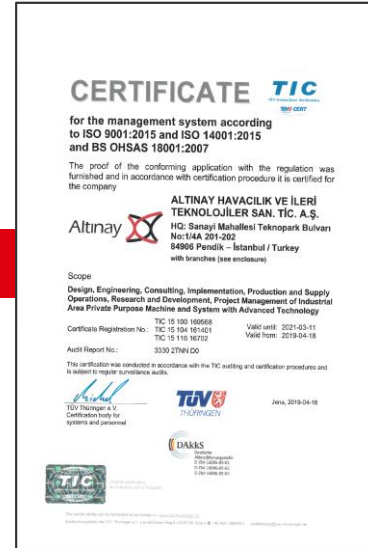 CERTIFICATE
TIC
TÜV CERT
for the management system according
to ISO 9001:2015 and ISO 14001:2015
and BS OHSAS 18001:2007
The proof of the conforming application with the regulation was
furnished and in accordance with certification procedure it is certified for
the company
Altınay
ALTINAY HAVACILIK VE İLERİ
TEKNOLOJİLER SAN. TİC. A.Ş.
HQ: Sanayi Mahallesi Teknopark Bulvarı
No:1/4A 201-202
84906 Pendik – İstanbul / Turkey
with branches (see enclosure)
Scope
Design, Engineering, Consulting, Implementation, Production and Supply
Operations, Research and Development, Project Management of Industrial
Area Private Purpose Machine and System with Advanced Technology
Certificate Registration No.:
TIC 15 100 169568
TIC 15 104 161401
TIC 15 116 16702
Valid until: 2021-03-11
Valid from: 2019-04-18
Audit Report No.: 3330 2TNN D0
This certification was conducted in accordance with the TIC auditing and certification procedures and
is subject to regular surveillance audits.
TÜV Thüringen e.V.
Certification body for
systems and personnel
TÜV
THÜRINGEN
Jena, 2019-04-18
DAkkS
Deutsche
Akkreditierungsstelle
TIC